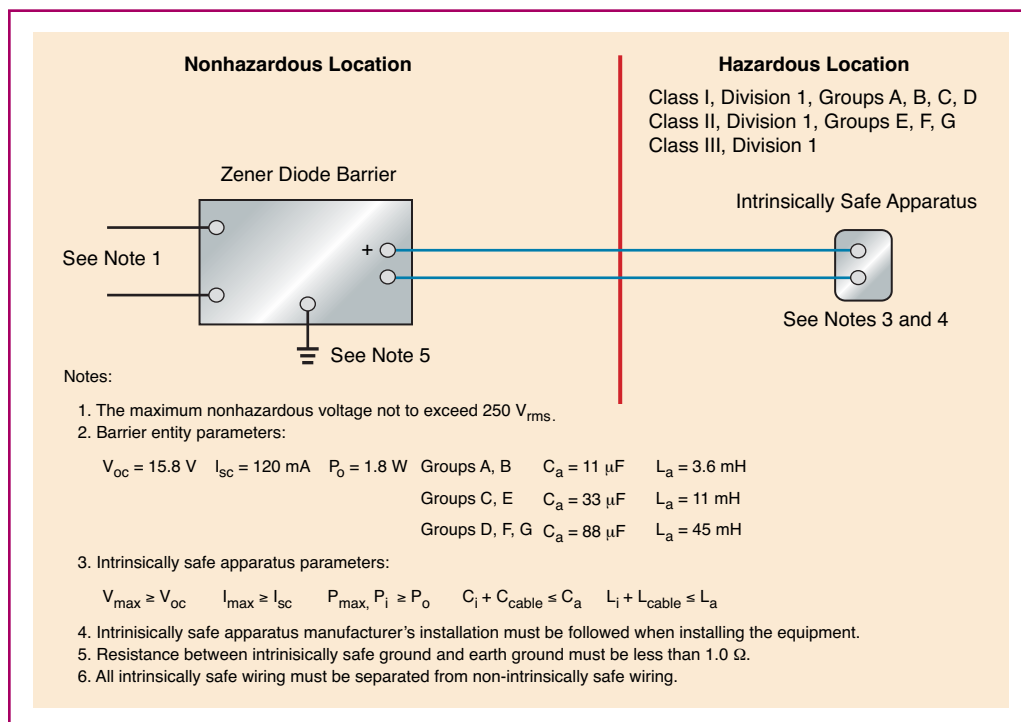 Nonhazardous Location
Hazardous Location
Class I, Division 1, Groups A, B, C, D
Class II, Division 1, Groups E, F, G
Class III, Division 1
Zener Diode Barrier
Intrinsically Safe Apparatus
See Note 1
+
See Notes 3 and 4
See Note 5
Notes:
1. The maximum nonhazardous voltage not to exceed 250 Vrms.
2. Barrier entity parameters:
Voc = 15.8 V Isc = 120 mA Po = 1.8 W Groups A, B Ca = 11 µF La = 3.6 mH
Groups C, E Ca = 33 µF La = 11 mH
Groups D, F, G Ca = 88 µF La = 45 mH
3. Intrinisically safe apparatus parameters:
Vmax ≥ Voc Imax ≥ Isc Pmax, Pi ≥ Po Ci + Ccable ≤ Ca Li + Lcable ≤ La
4. Intrinisically safe apparatus manufacturer's installation must be followed when installing the equipment.
5. Resistance between intrinisically safe ground and earth ground must be less than 1.0 Ω.
6. All intrinsically safe wiring must be separated from non-intrinsically safe wiring.